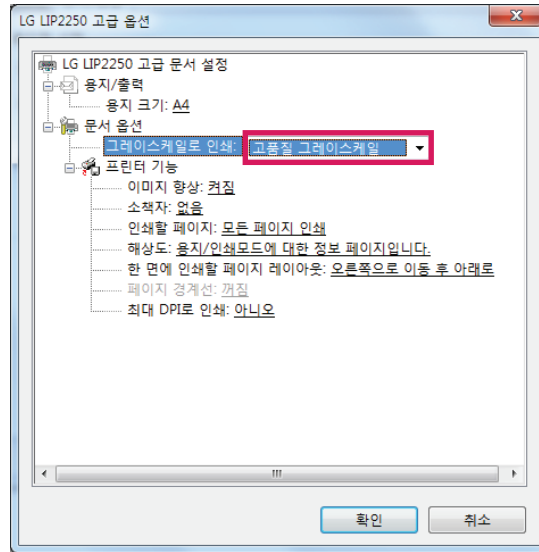 LG LIP2250 고급 옵션
LG LIP2250 고급 문서 설정
용지/출력
용지 크기: A4
문서 옵션
그레이스케일로 인쇄: 고품질 그레이스케일
프린터 기능
이미지 향상: 켜짐
소책자: 없음
인쇄할 페이지: 모든 페이지 인쇄
해상도: 용지/인쇄모드에 대한 정보 페이지입니다.
한 면에 인쇄할 페이지 레이아웃: 오른쪽으로 이동 후 아래로
페이지 경계선: 꺼짐
최대 DPI로 인쇄: 아니오
확인
취소